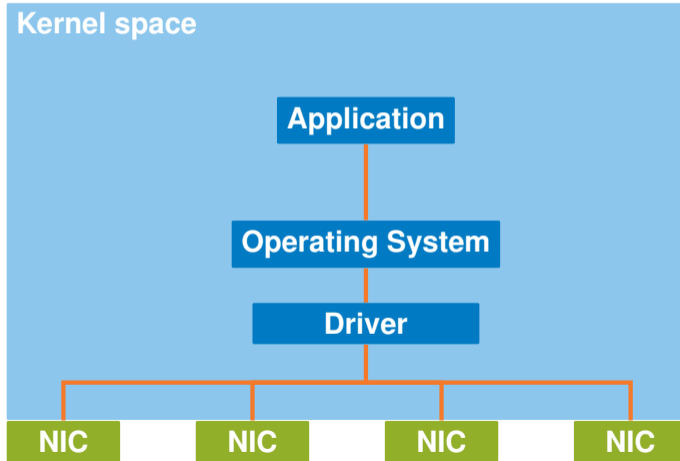 Kernel space
Application
Operating System
Driver
NIC NIC NIC NIC